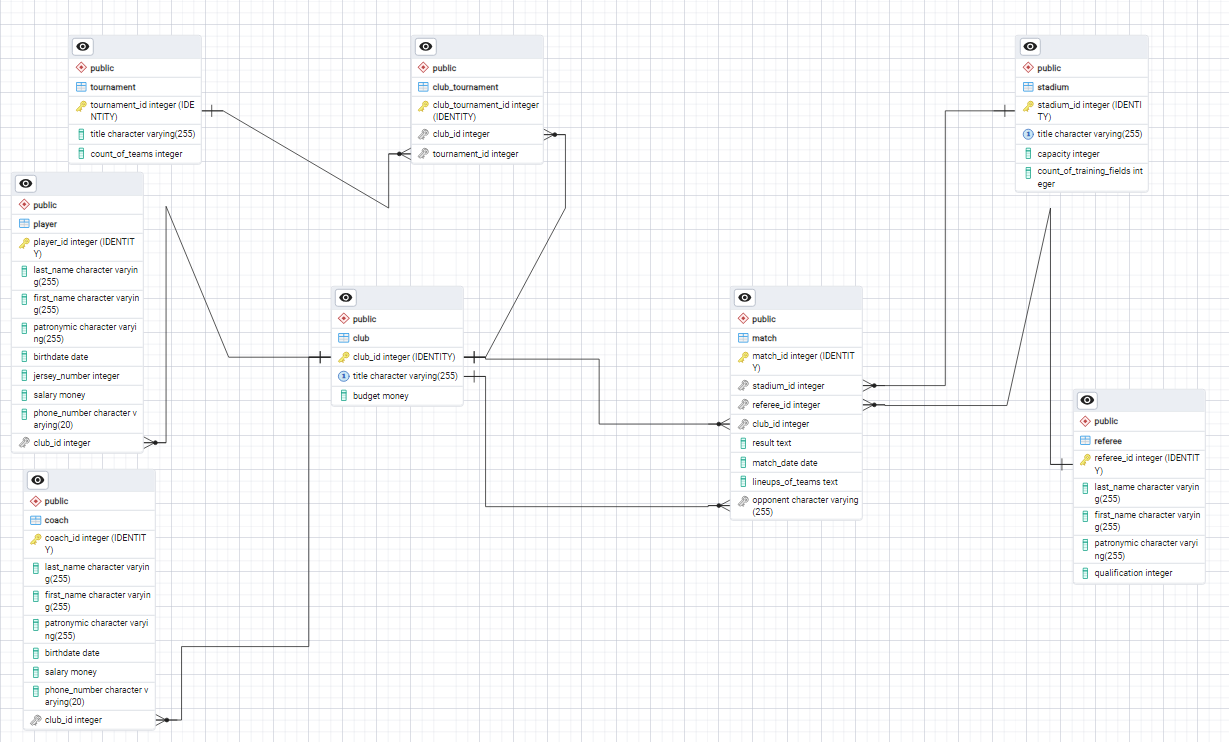 public
tournament
tournament_id integer (IDE
NTITY)
title character varying(255)
count_of_teams integer
public
club_tournament
club_tournament_id integer
(IDENTITY)
club_id integer
tournament_id integer
public
stadium
stadium_id integer (IDENTI
TY)
1
title character varying(255)
capacity integer
count_of_training_fields int
eger
public
player
player_id integer (IDENTIT
Y)
last_name character varyin
g(255)
first_name character varyin
g(255)
patronymic character varyi
ng(255)
birthdate date
jersey_number integer
salary money
phone_number character v
arying(20)
club_id integer
public
club
club_id integer (IDENTITY)
1
title character varying(255)
budget money
public
match
match_id integer (IDENTIT
Y)
stadium_id integer
referee_id integer
club_id integer
result text
match_date date
lineups_of_teams text
opponent character varying
(255)
public
referee
referee_id integer (IDENTIT
Y)
last_name character varyin
g(255)
first_name character varyin
g(255)
patronymic character varyi
ng(255)
qualification integer
public
coach
coach_id integer (IDENTIT
Y)
last_name character varyin
g(255)
first_name character varyin
g(255)
patronymic character varyi
ng(255)
birthdate date
salary money
phone_number character v
arying(20)
club_id integer